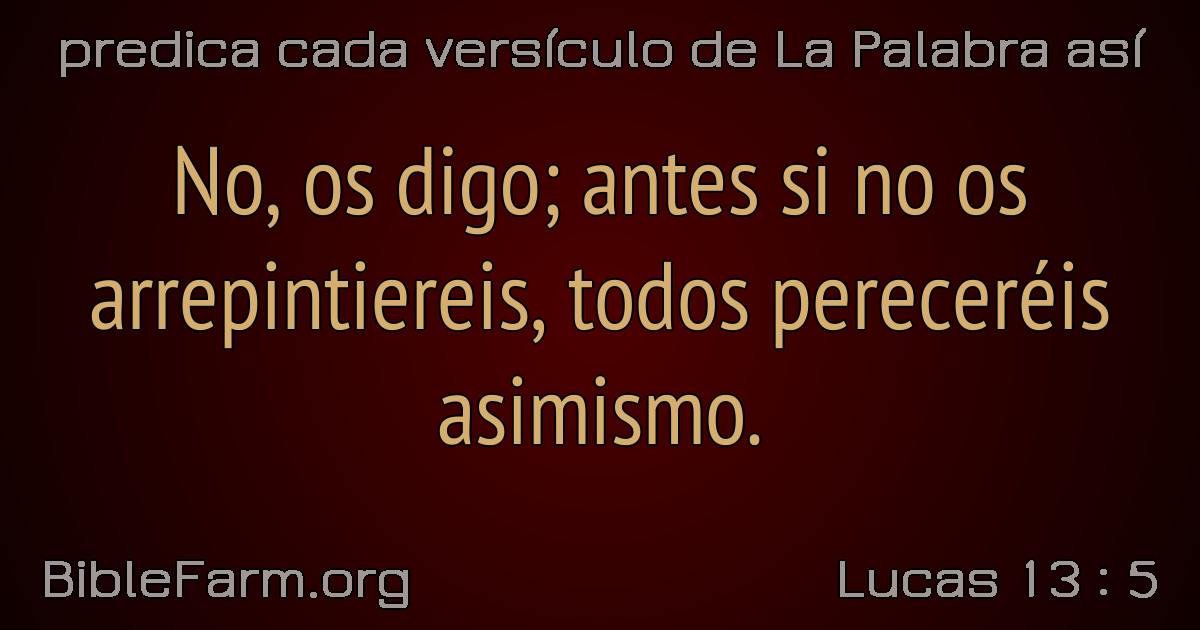 predica cada versículo de La Palabra así
No, os digo; antes si no os
arrepintiereis, todos pereceréis
asimismo.
BibleFarm.org
Lucas 13 : 5